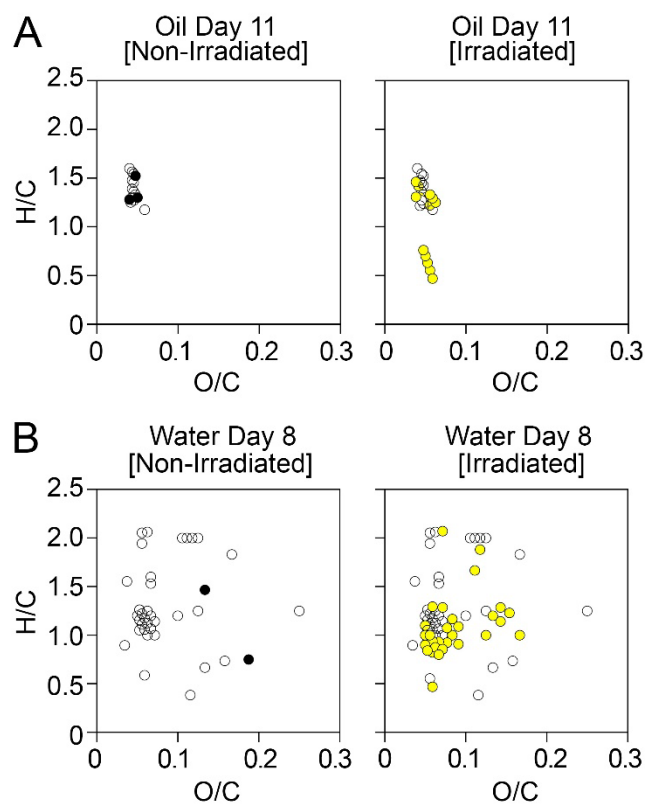 A
Oil Day 11
[Non-Irradiated]
Oil Day 11
[Irradiated]
2.5
2.0
1.5
1.0
0.5
0
H/C
0 0.1 0.2 0.3
O/C
0 0.1 0.2 0.3
O/C
B
Water Day 8
[Non-Irradiated]
Water Day 8
[Irradiated]
2.5
2.0
1.5
1.0
0.5
0
H/C
0 0.1 0.2 0.3
O/C
0 0.1 0.2 0.3
O/C